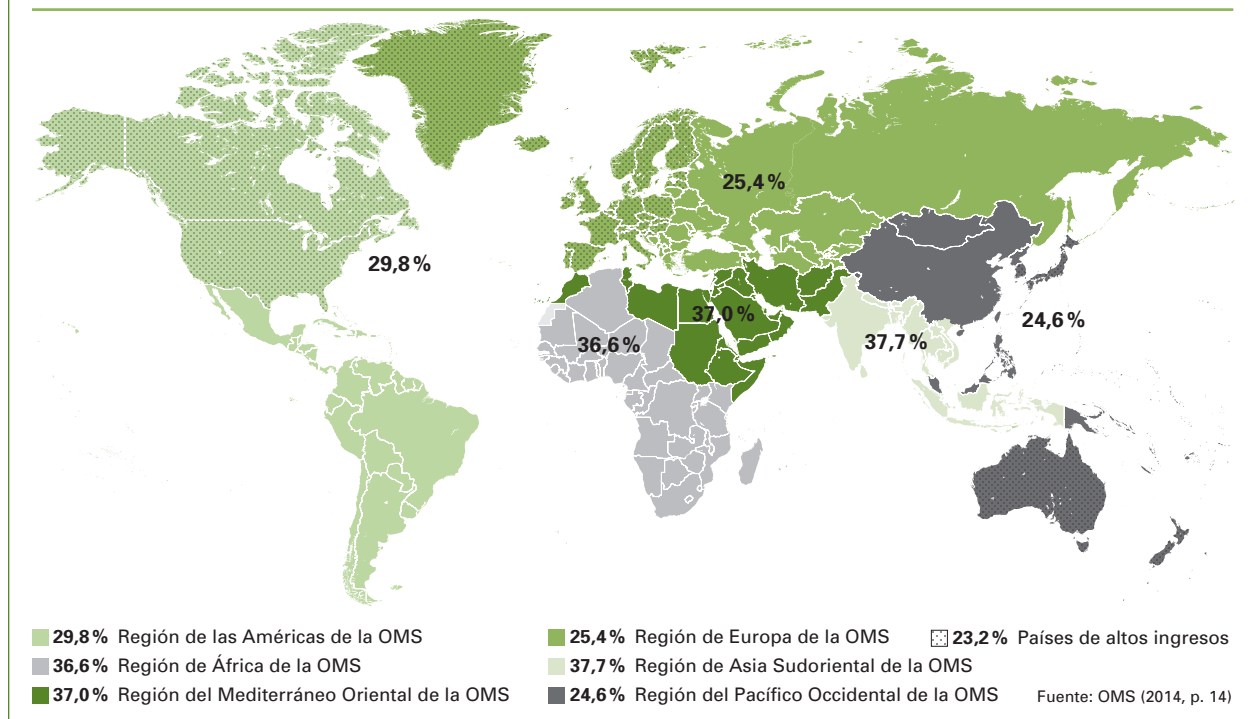 25,4 %
29,8 %
37,0 %
24,6 %
36,6 %
37,7 %
29,8 % Región de las Américas de la OMS
36,6 % Región de África de la OMS
37,0 % Región del Mediterráneo Oriental de la OMS
25,4 % Región de Europa de la OMS
37,7 % Región de Asia Sudoriental de la OMS
24,6 % Región del Pacífico Occidental de la OMS
23,2 % Países de altos ingresos
Fuente: OMS (2014, p. 14)